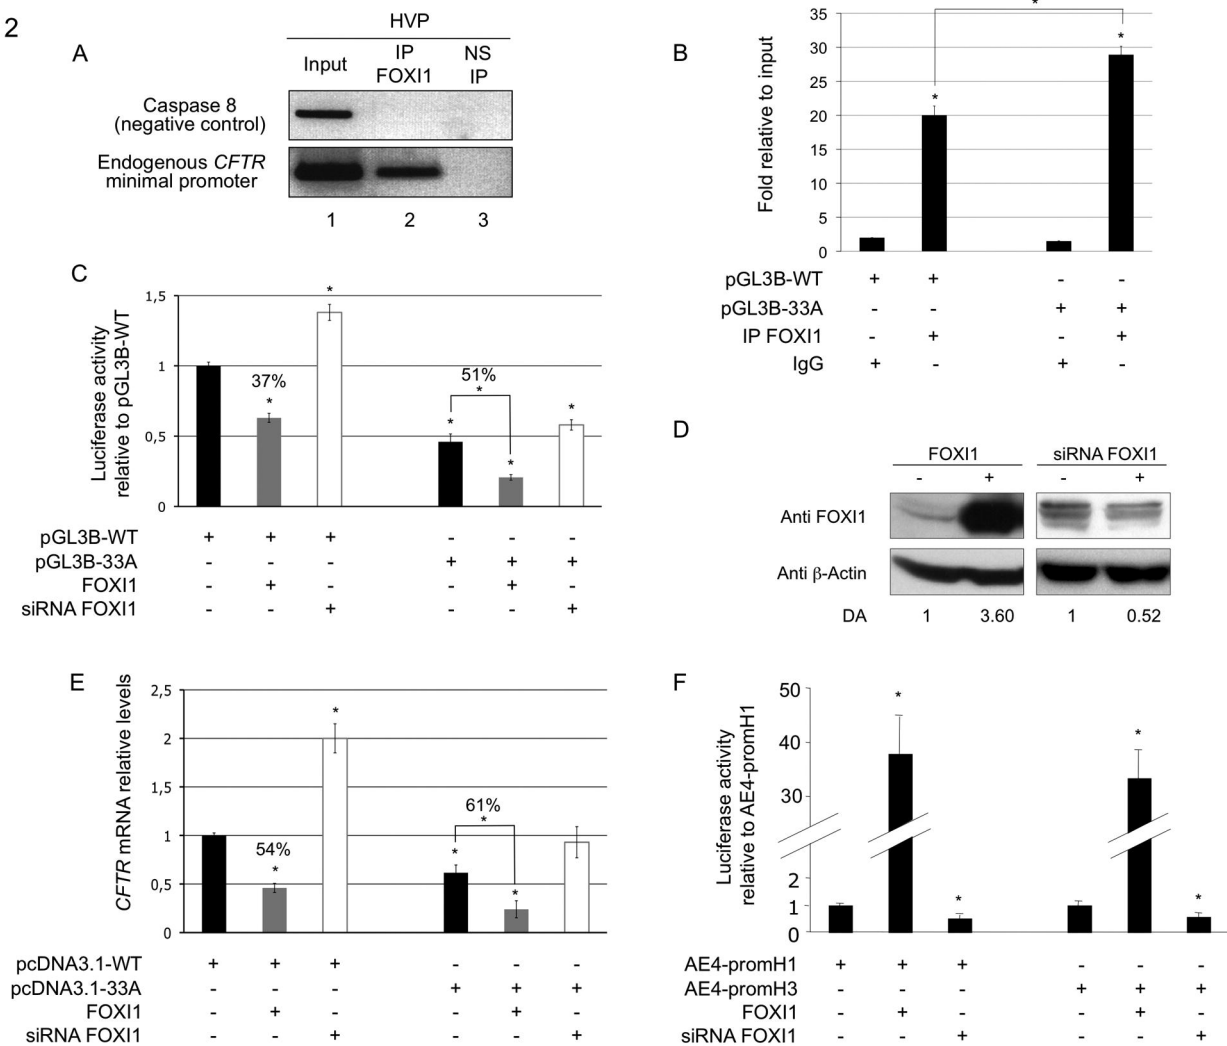 2
A
HVP
Input
IP
FOXI1
NS
IP
Caspase 8
(negative control)
Endogenous CFTR
minimal promoter
1 2 3
B
Fold relative to input
35
30
25
20
15
10
5
0
*
*
*
pGL3B-WT + + - -
pGL3B-33A - - + +
IP FOXI1 - + - +
IgG + - + -
C
Luciferase activity
relative to pGL3B-WT
1,5
1
0,5
0
37%
*
*
51%
*
*
*
*
pGL3B-WT + + + - - -
pGL3B-33A - - - + + +
FOXI1 - + - - + -
siRNA FOXI1 - - + - - +
D
FOXI1 siRNA FOXI1
- + - +
Anti FOXI1
Anti β-Actin
DA 1 3.60 1 0.52
E
CFTR mRNA relative levels
2,5
2
1,5
1
0,5
0
54%
*
*
61%
*
*
*
pcDNA3.1-WT + + + - - -
pcDNA3.1-33A - - - + + +
FOXI1 - + - - + -
siRNA FOXI1 - - + - - +
F
Luciferase activity
relative to AE4-promH1
50
40
30
2
1
0
*
*
*
*
AE4-promH1 + + + - - -
AE4-promH3 - - - + + +
FOXI1 - + - - + -
siRNA FOXI1 - - + - - +